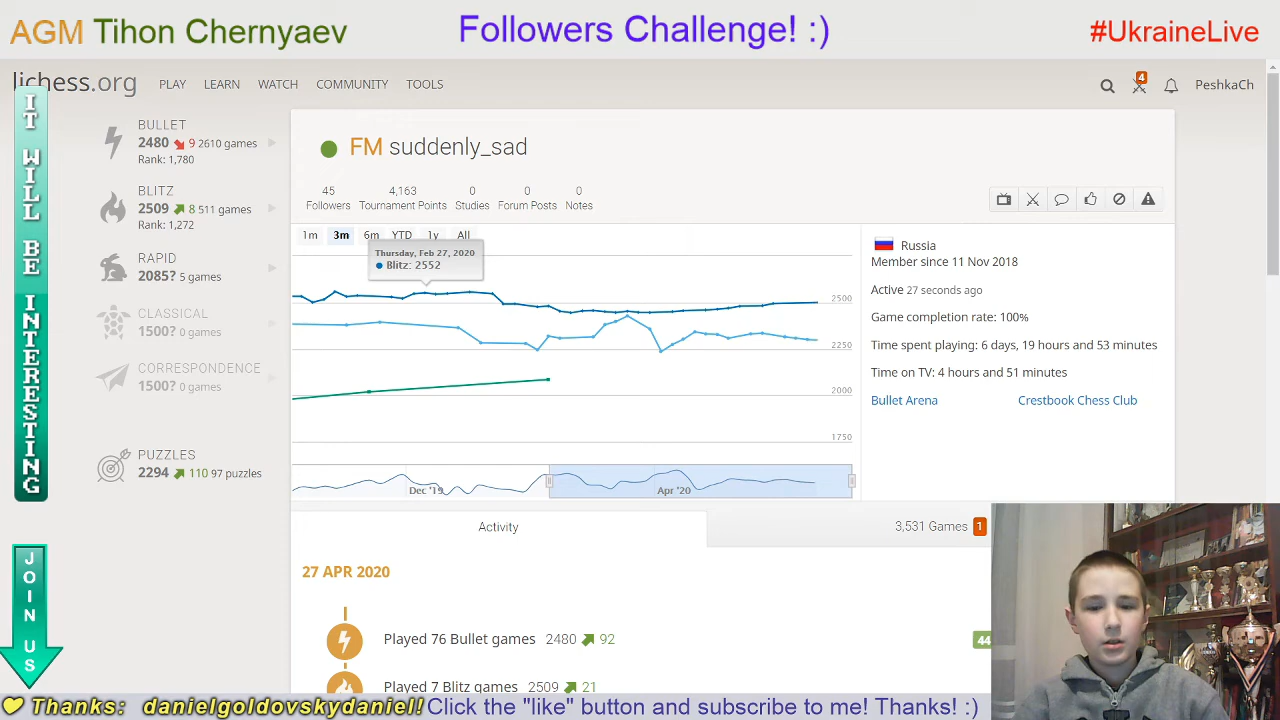 AGM Tihon Chernyaev
Followers Challenge! :)
#UkraineLive
lichess.org
PLAY
LEARN
WATCH
COMMUNITY
TOOLS
4
PeshkaCh
IT WILL BE INTERESTING
JOIN US
BULLET
2480 9 2610 games
Rank: 1,780
BLITZ
2509 8 511 games
Rank: 1,272
RAPID
2085? 5 games
CLASSICAL
1500? 0 games
CORRESPONDENCE
1500? 0 games
PUZZLES
2294 110 97 puzzles
FM suddenly_sad
45 4,163 0 0 0
Followers Tournament Points Studies Forum Posts Notes
1m 3m 6m YTD 1y All
Thursday, Feb 27, 2020
Blitz: 2552
2500
2250
2000
1750
Dec '19 Apr '20
Russia
Member since 11 Nov 2018
Active 27 seconds ago
Game completion rate: 100%
Time spent playing: 6 days, 19 hours and 53 minutes
Time on TV: 4 hours and 51 minutes
Bullet Arena Crestbook Chess Club
Activity
3,531 Games 1
27 APR 2020
Played 76 Bullet games 2480 92
44
Played 7 Blitz games 2509 21
Thanks: danielgoldovskydaniel! Click the "like" button and subscribe to me! Thanks! :)